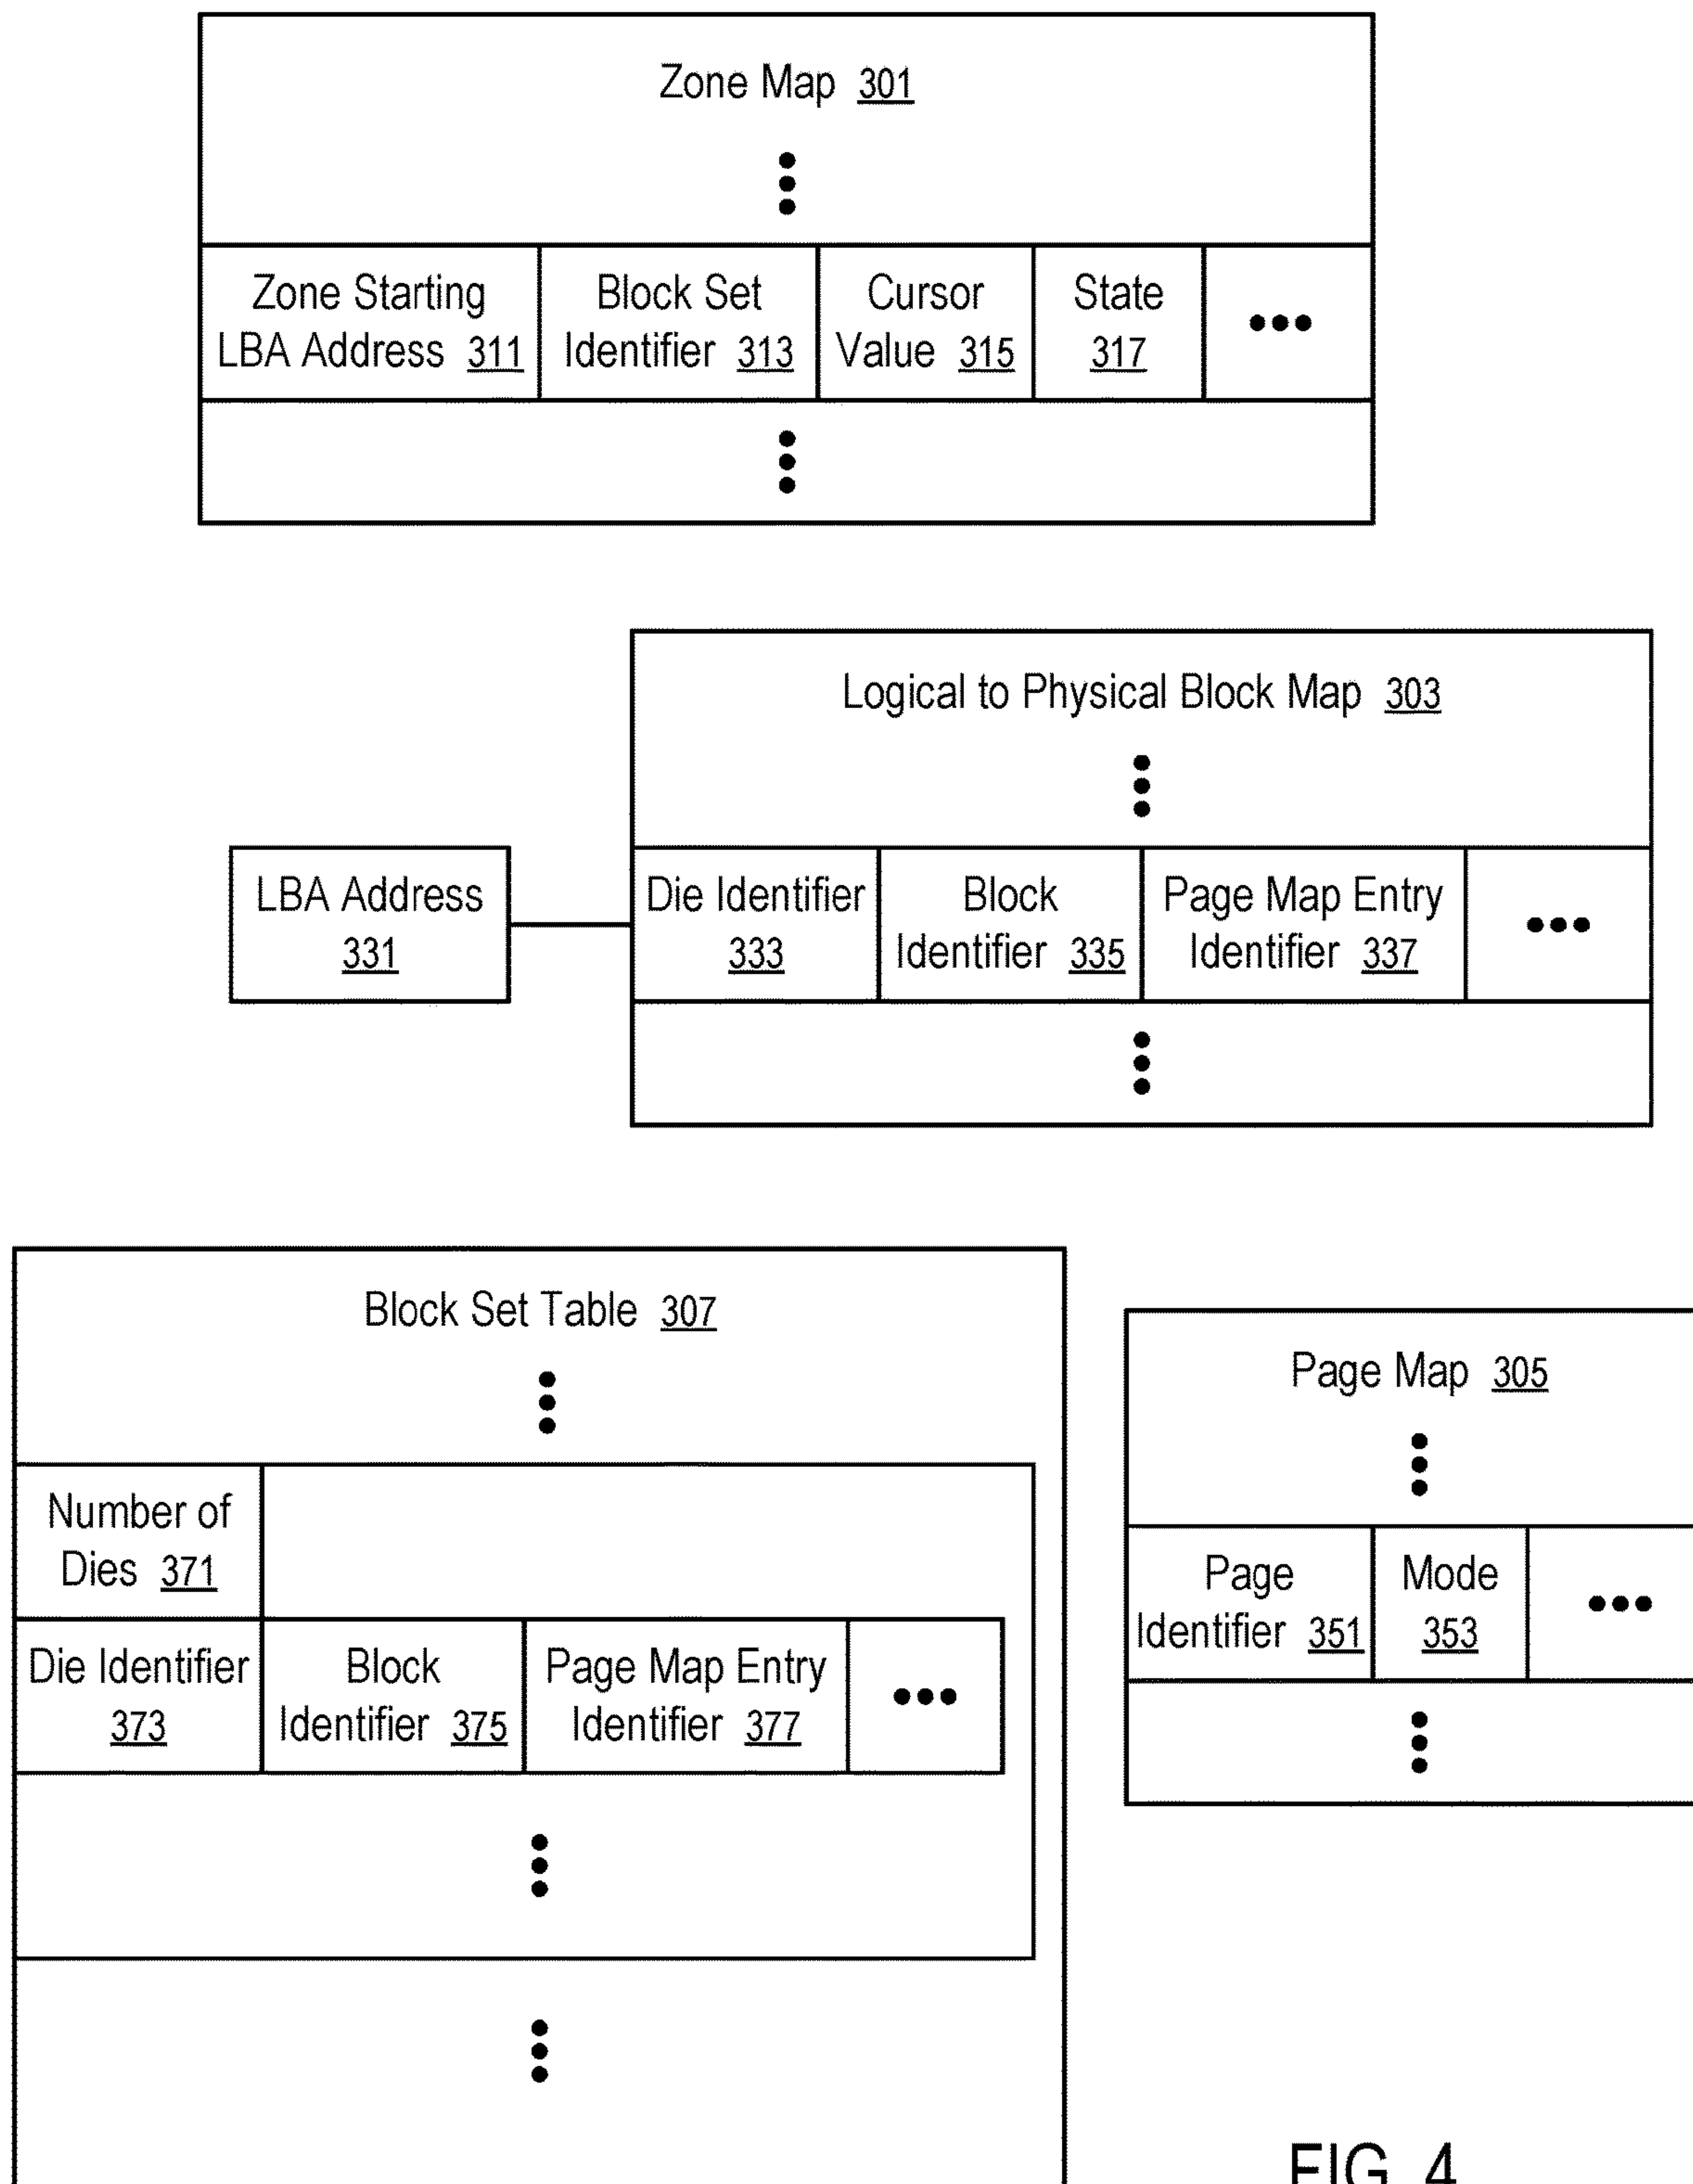 Zone Map 301
Zone Starting
LBA Address 311
Block Set
Identifier 313
Cursor
Value 315
State
317
Logical to Physical Block Map 303
LBA Address
331
Die Identifier
333
Block
Identifier 335
Page Map Entry
Identifier 337
Block Set Table 307
Number of
Dies 371
Die Identifier
373
Block
Identifier 375
Page Map Entry
Identifier 377
Page Map 305
Page
Identifier 351
Mode
353
FIG. 4